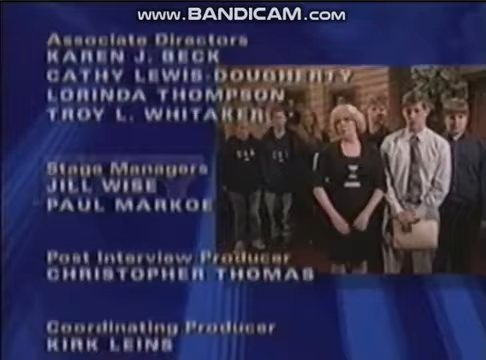 www.BANDICAM.com
Associate Directors
KAREN J. BECK
CATHY LEWIS-DOUGHERTY
LORINDA THOMPSON
TROY L. WHITAKER
Stage Managers
JILL WISE
PAUL MARKOE
Post Interview Producer
CHRISTOPHER THOMAS
Coordinating Producer
KIRK LEINS